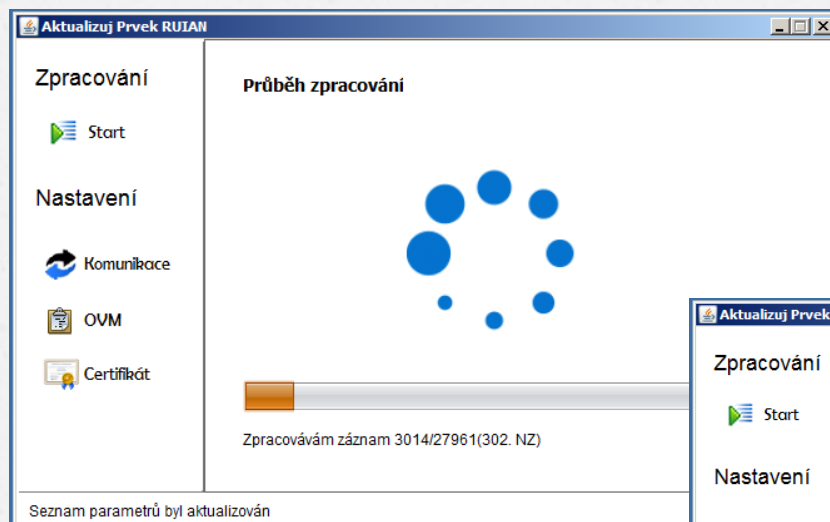 Aktualizuj Prvek RUIAN
Zpracování
Start
Nastavení
Komunikace
OVM
Certifikát
Průběh zpracování
Zpracovávám záznam 3014/27961(302. NZ)
Seznam parametrů byl aktualizován
Aktualizuj Prvek
Zpracování
Start
Nastavení